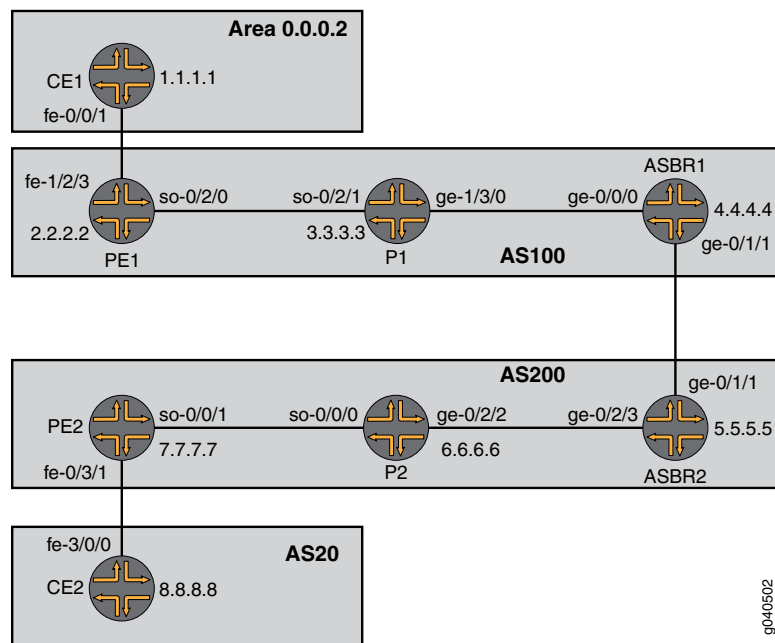 Area 0.0.0.2
CE1
1.1.1.1
fe-0/0/1
fe-1/2/3
so-0/2/0
so-0/2/1
ge-1/3/0
ge-0/0/0
ASBR1
2.2.2.2
3.3.3.3
4.4.4.4
ge-0/1/1
PE1
P1
AS100
AS200
ge-0/1/1
PE2
so-0/0/1
so-0/0/0
ge-0/2/2
ge-0/2/3
5.5.5.5
7.7.7.7
6.6.6.6
fe-0/3/1
P2
ASBR2
fe-3/0/0
AS20
CE2
8.8.8.8
g040502